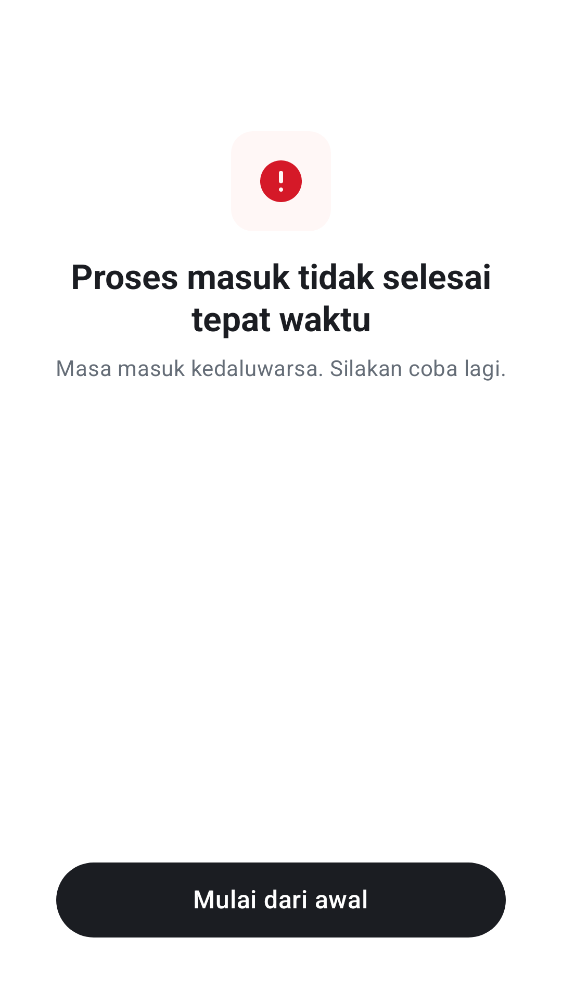 Proses masuk tidak selesai
tepat waktu
Masa masuk kedaluwarsa. Silakan coba lagi.
Mulai dari awal